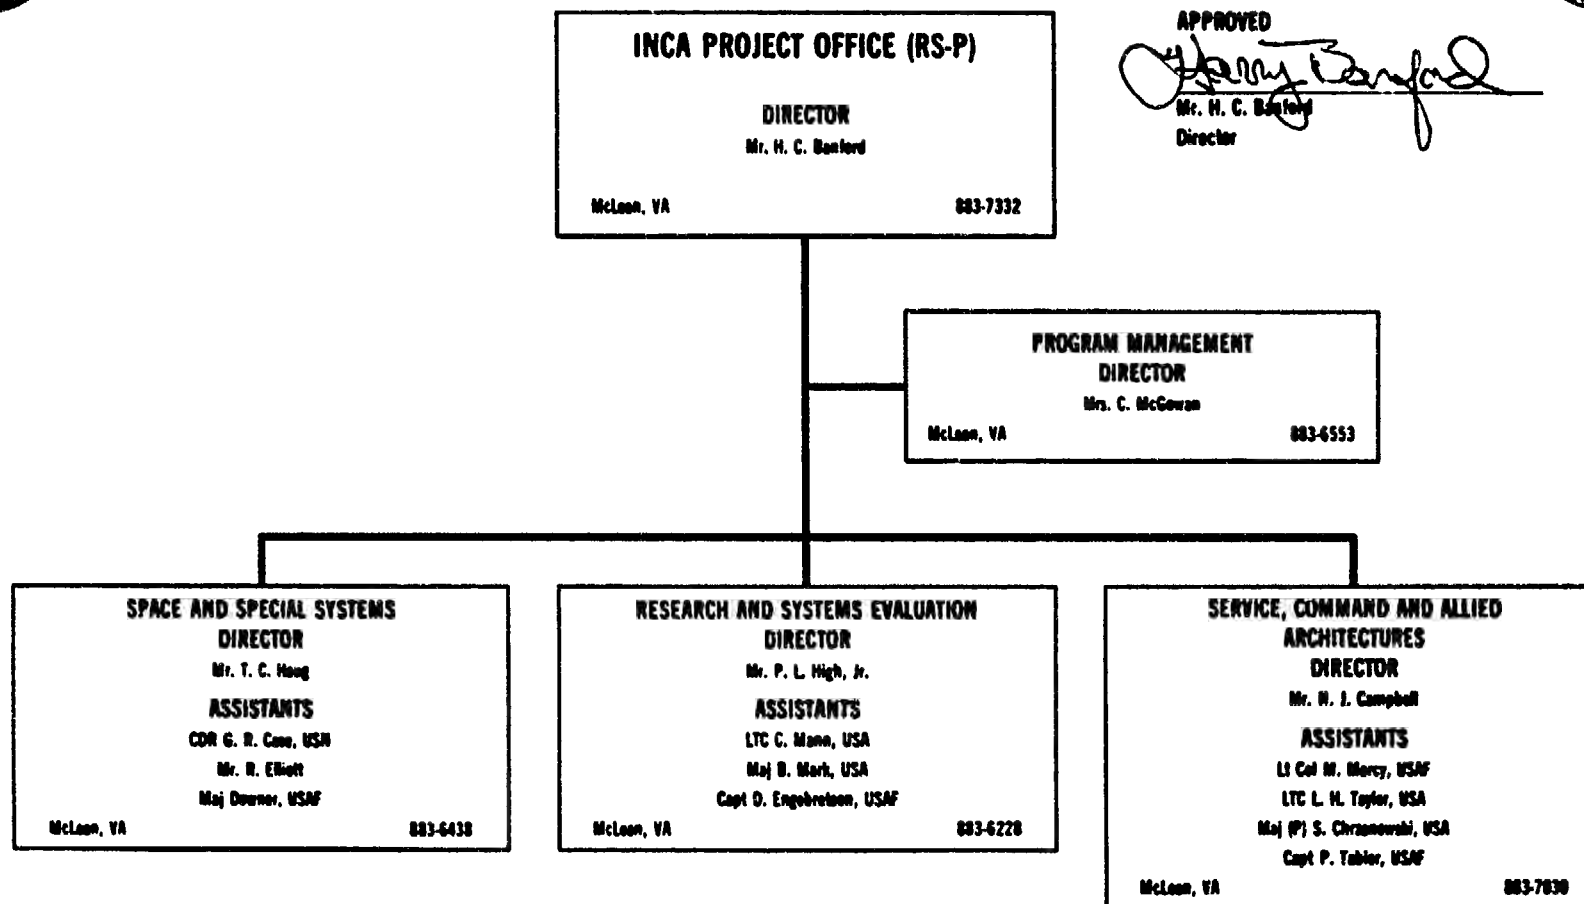 INCA PROJECT OFFICE (RS-P)
DIRECTOR
Mr. H. C. Banford
McLean, VA 883-7332
APPROVED
Harry Banford
Mr. H. C. Banford
Director
PROGRAM MANAGEMENT
DIRECTOR
Mrs. C. McGowan
McLean, VA 883-6553
SPACE AND SPECIAL SYSTEMS
DIRECTOR
Mr. T. C. Haug
ASSISTANTS
CDR G. R. Case, USN
Mr. R. Elliott
Maj Downer, USAF
McLean, VA 883-6438
RESEARCH AND SYSTEMS EVALUATION
DIRECTOR
Mr. P. L. High, Jr.
ASSISTANTS
LTC C. Mann, USA
Maj B. Mark, USA
Capt D. Engebretson, USAF
McLean, VA 883-6228
SERVICE, COMMAND AND ALLIED
ARCHITECTURES
DIRECTOR
Mr. N. J. Campbell
ASSISTANTS
Lt Col M. Morcy, USAF
LTC L. H. Taylor, USA
Maj (P) S. Chrzanowski, USA
Capt P. Tabler, USAF
McLean, VA 883-7030